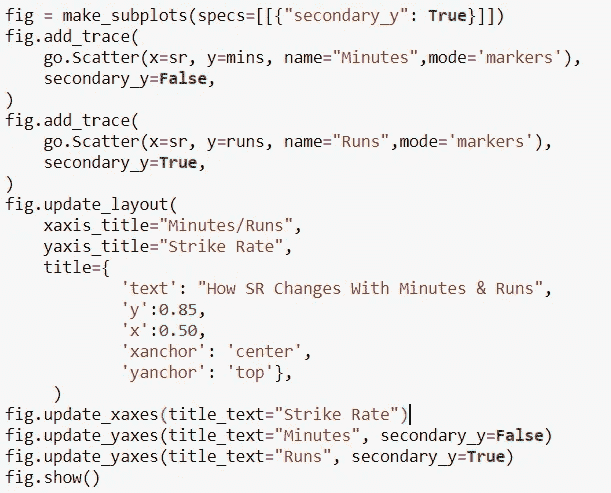 fig = make_subplots(specs=[[{"secondary_y": True}]])
fig.add_trace(
    go.Scatter(x=sr, y=mins, name="Minutes",mode='markers'),
    secondary_y=False,
)
fig.add_trace(
    go.Scatter(x=sr, y=runs, name="Runs",mode='markers'),
    secondary_y=True,
)
fig.update_layout(
    xaxis_title="Minutes/Runs",
    yaxis_title="Strike Rate",
    title={
            'text': "How SR Changes With Minutes & Runs",
            'y':0.85,
            'x':0.50,
            'xanchor': 'center',
            'yanchor': 'top'},
     )
fig.update_xaxes(title_text="Strike Rate")
fig.update_yaxes(title_text="Minutes", secondary_y=False)
fig.update_yaxes(title_text="Runs", secondary_y=True)
fig.show()